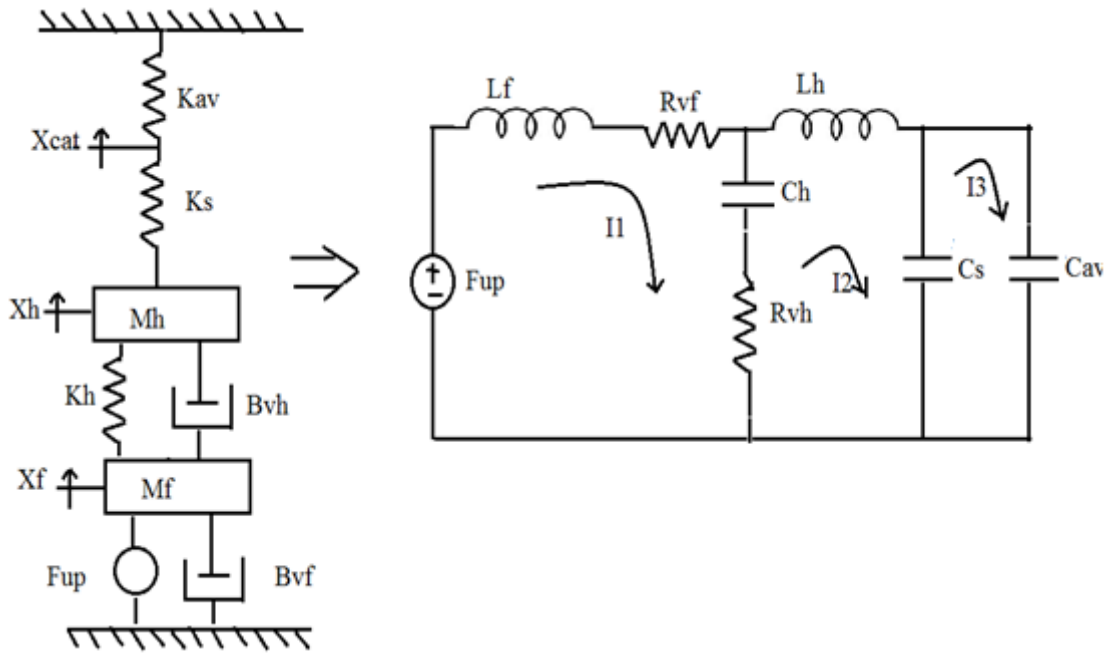 Kav
Xcat
Ks
Xh
Mh
Kh
Bvh
Xf
Mf
Fup
Bvf
Lf
Rvf
Lh
Ch
I1
I3
Fup
I2
Cs
Cav
Rvh